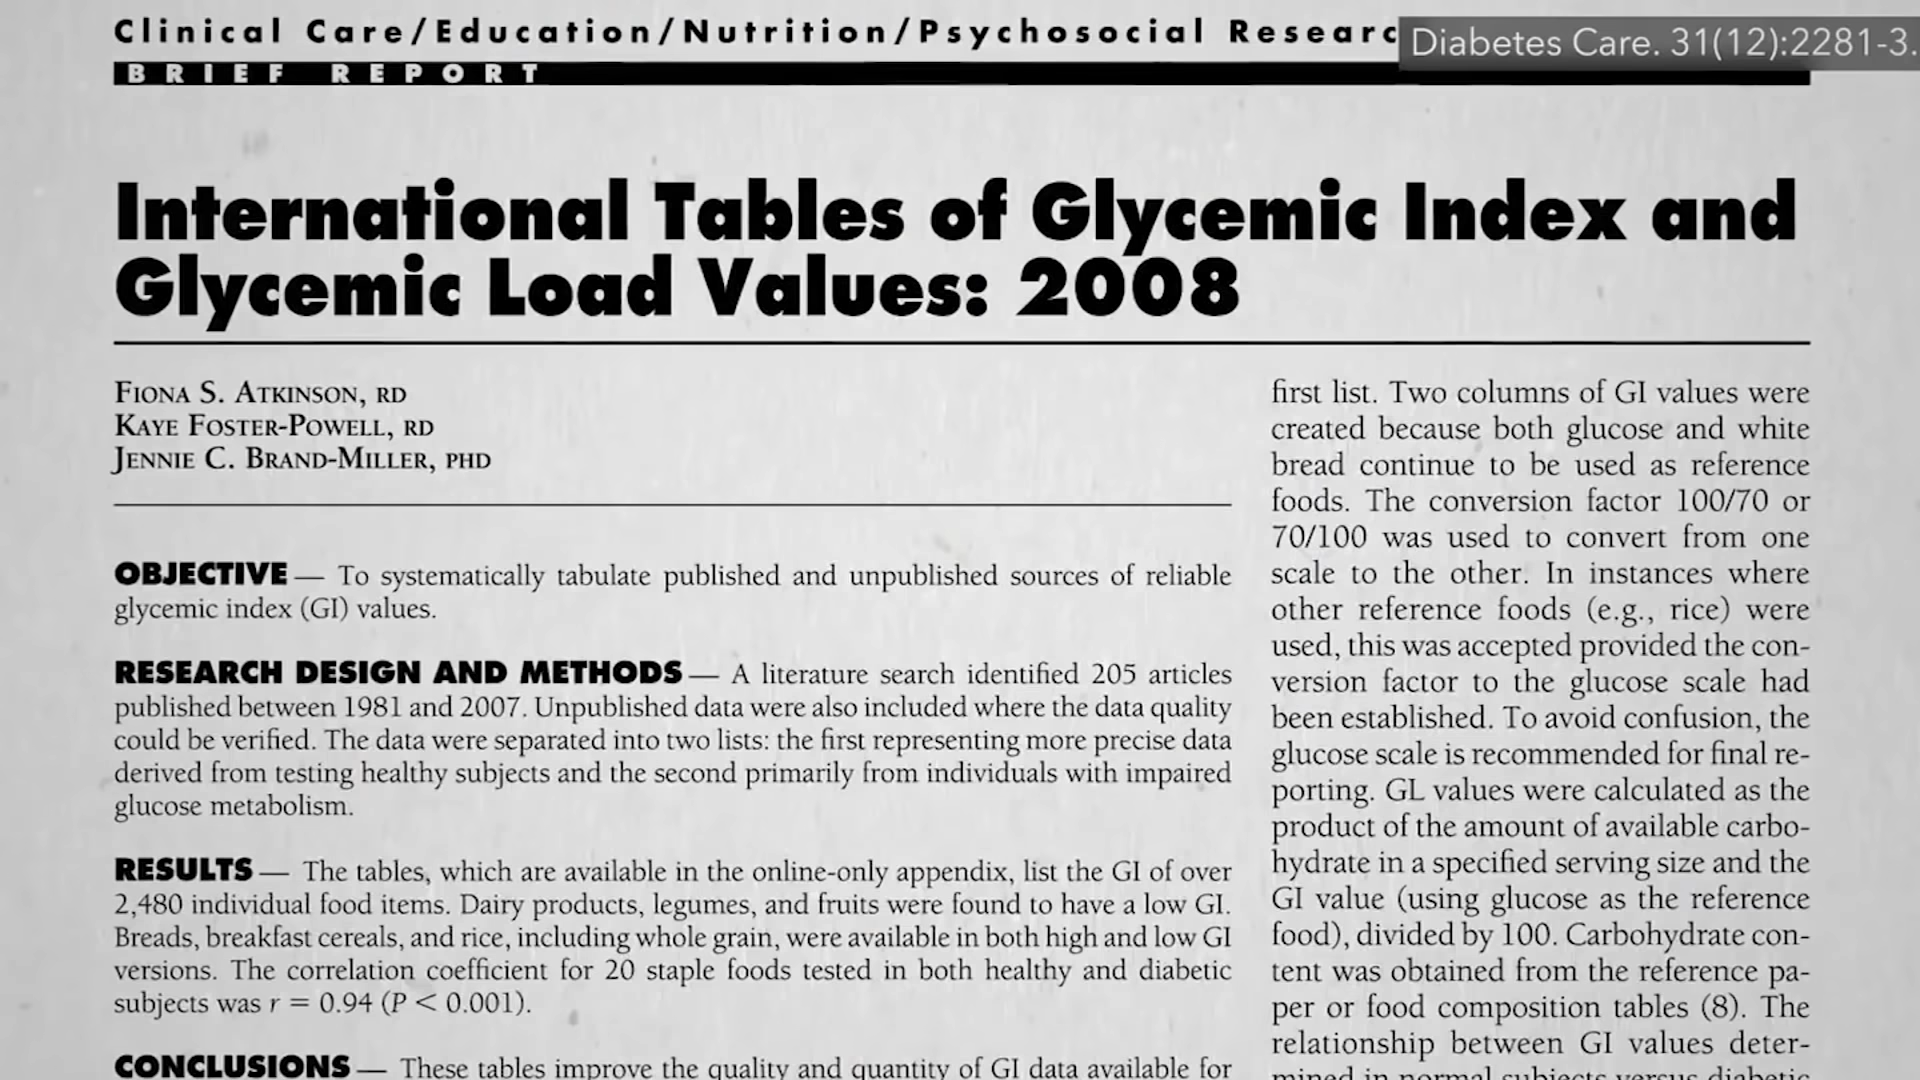 Clinical Care/Education/Nutrition/Psychosocial Researc
Diabetes Care. 31(12):2281-3.
BRIEF REPORT
International Tables of Glycemic Index and
Glycemic Load Values: 2008
FIONA S. ATKINSON, RD
KAYE FOSTER-POWELL, RD
JENNIE C. BRAND-MILLER, PHD
OBJECTIVE — To systematically tabulate published and unpublished sources of reliable
glycemic index (GI) values.
RESEARCH DESIGN AND METHODS — A literature search identified 205 articles
published between 1981 and 2007. Unpublished data were also included where the data quality
could be verified. The data were separated into two lists: the first representing more precise data
derived from testing healthy subjects and the second primarily from individuals with impaired
glucose metabolism.
RESULTS — The tables, which are available in the online-only appendix, list the GI of over
2,480 individual food items. Dairy products, legumes, and fruits were found to have a low GI.
Breads, breakfast cereals, and rice, including whole grain, were available in both high and low GI
versions. The correlation coefficient for 20 staple foods tested in both healthy and diabetic
subjects was r = 0.94 (P < 0.001).
CONCLUSIONS — These tables improve the quality and quantity of GI data available for
first list. Two columns of GI values were
created because both glucose and white
bread continue to be used as reference
foods. The conversion factor 100/70 or
70/100 was used to convert from one
scale to the other. In instances where
other reference foods (e.g., rice) were
used, this was accepted provided the con-
version factor to the glucose scale had
been established. To avoid confusion, the
glucose scale is recommended for final re-
porting. GL values were calculated as the
product of the amount of available carbo-
hydrate in a specified serving size and the
GI value (using glucose as the reference
food), divided by 100. Carbohydrate con-
tent was obtained from the reference pa-
per or food composition tables (8). The
relationship between GI values deter-
mined in normal subjects versus diabetic